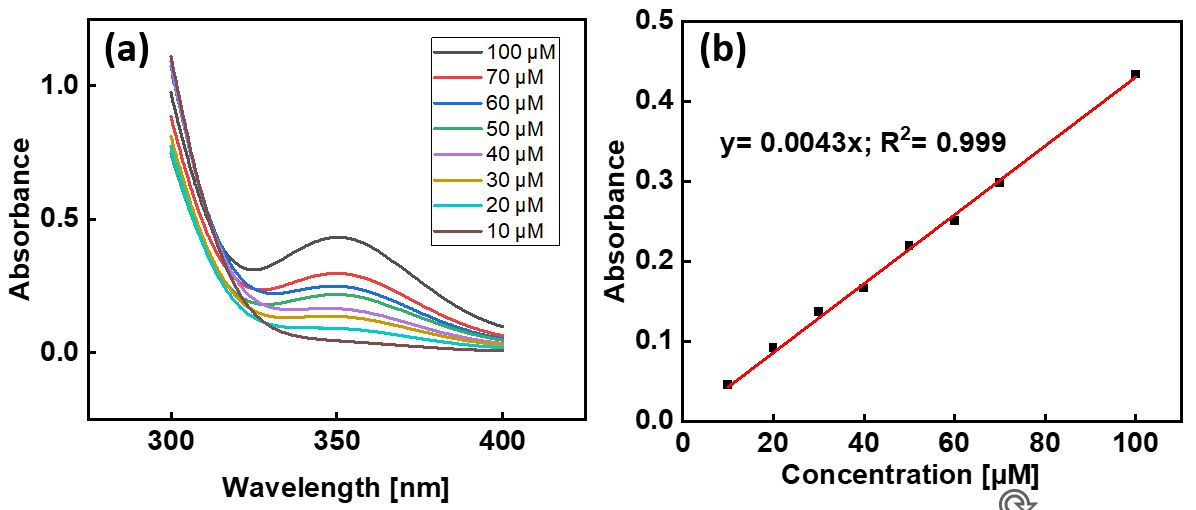 (a)
100 µM
70 µM
60 µM
50 µM
40 µM
30 µM
20 µM
10 µM
1.0
0.5
0.0
Absorbance
300
350
400
Wavelength [nm]
(b)
y= 0.0043x; R²= 0.999
0.5
0.4
0.3
0.2
0.1
0.0
Absorbance
0
20
40
60
80
100
Concentration [µM]